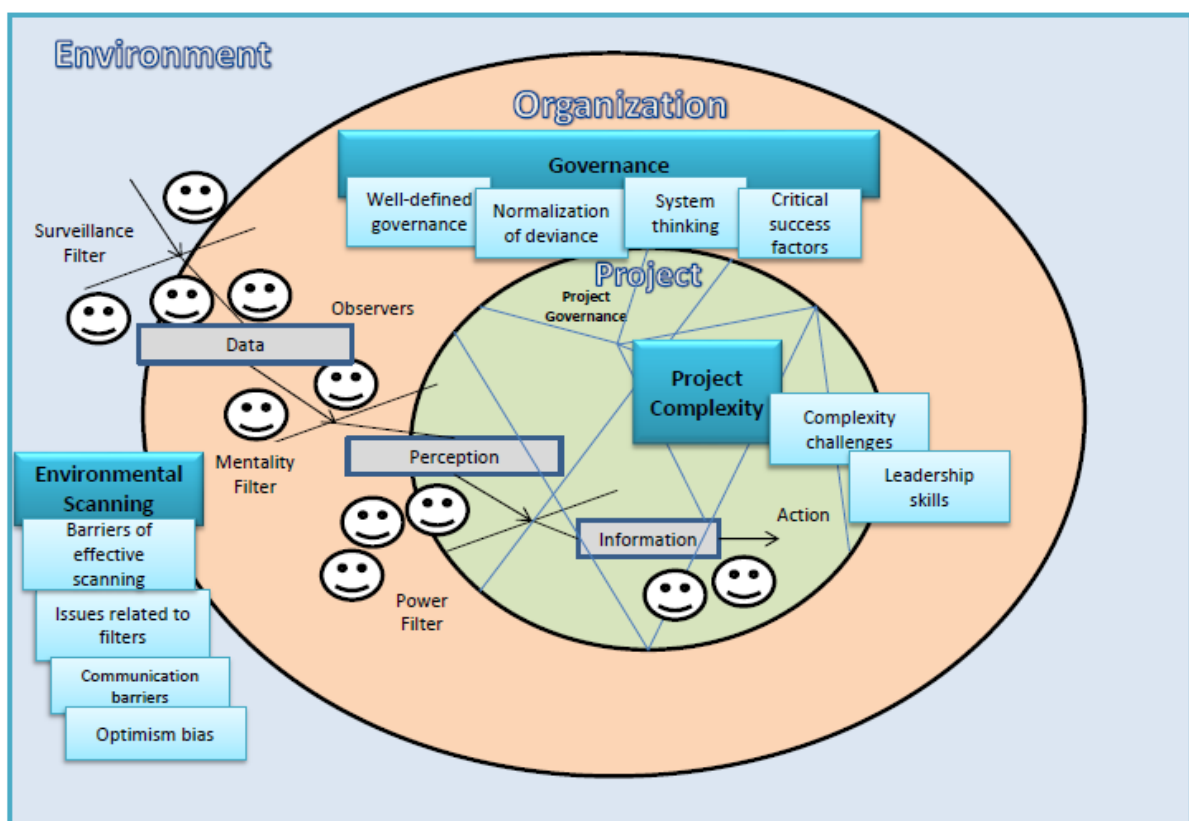 Environment
Organization
Governance
Well-defined
governance
Normalization
of deviance
System
thinking
Critical
success
factors
Surveillance
Filter
Observers
Data
Project
Project
Governance
Project
Complexity
Complexity
challenges
Leadership
skills
Mentality
Filter
Perception
Environmental
Scanning
Barriers of
effective
scanning
Issues related to
filters
Communication
barriers
Optimism bias
Power
Filter
Information
Action